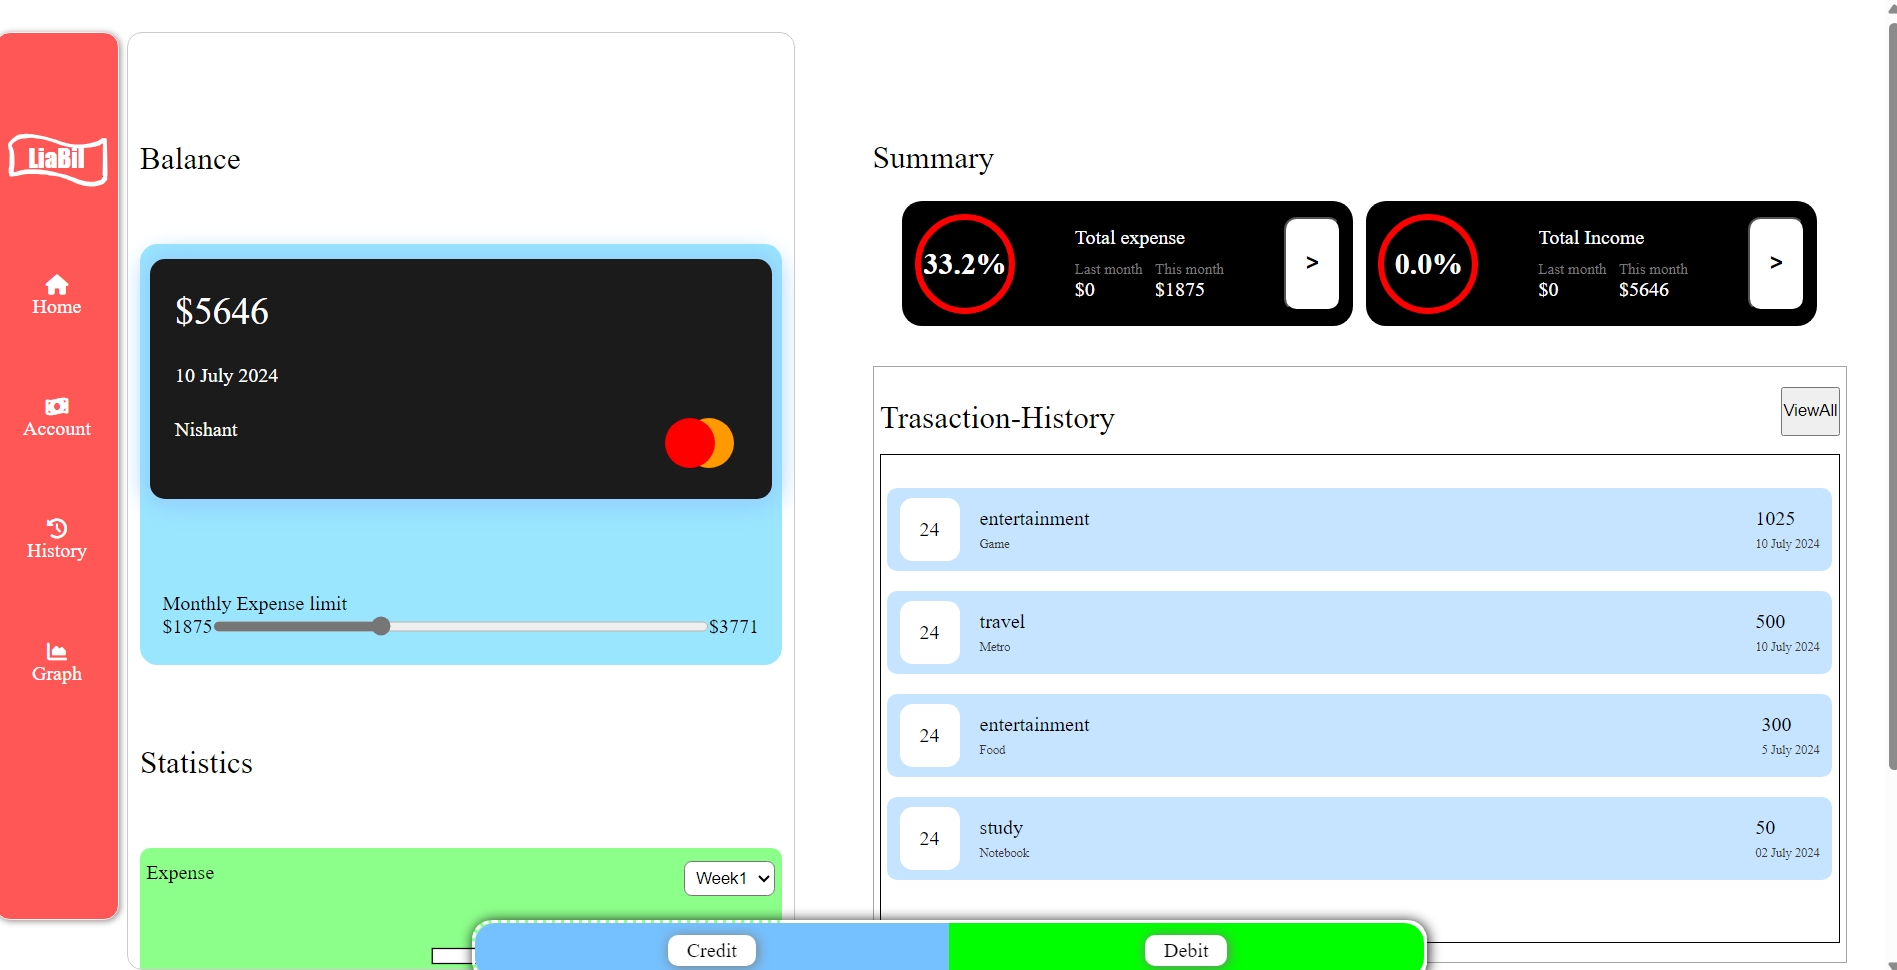 LiaBil
Home
Account
History
Graph
Balance
$5646
10 July 2024
Nishant
Monthly Expense limit
$1875 $3771
Statistics
Expense
Week1
Summary
33.2%
Total expense
Last month This month
$0 $1875
>
0.0%
Total Income
Last month This month
$0 $5646
>
Trasaction-History
ViewAll
24
entertainment 1025
Game 10 July 2024
24
travel 500
Metro 10 July 2024
24
entertainment 300
Food 5 July 2024
24
study 50
Notebook 02 July 2024
Credit Debit